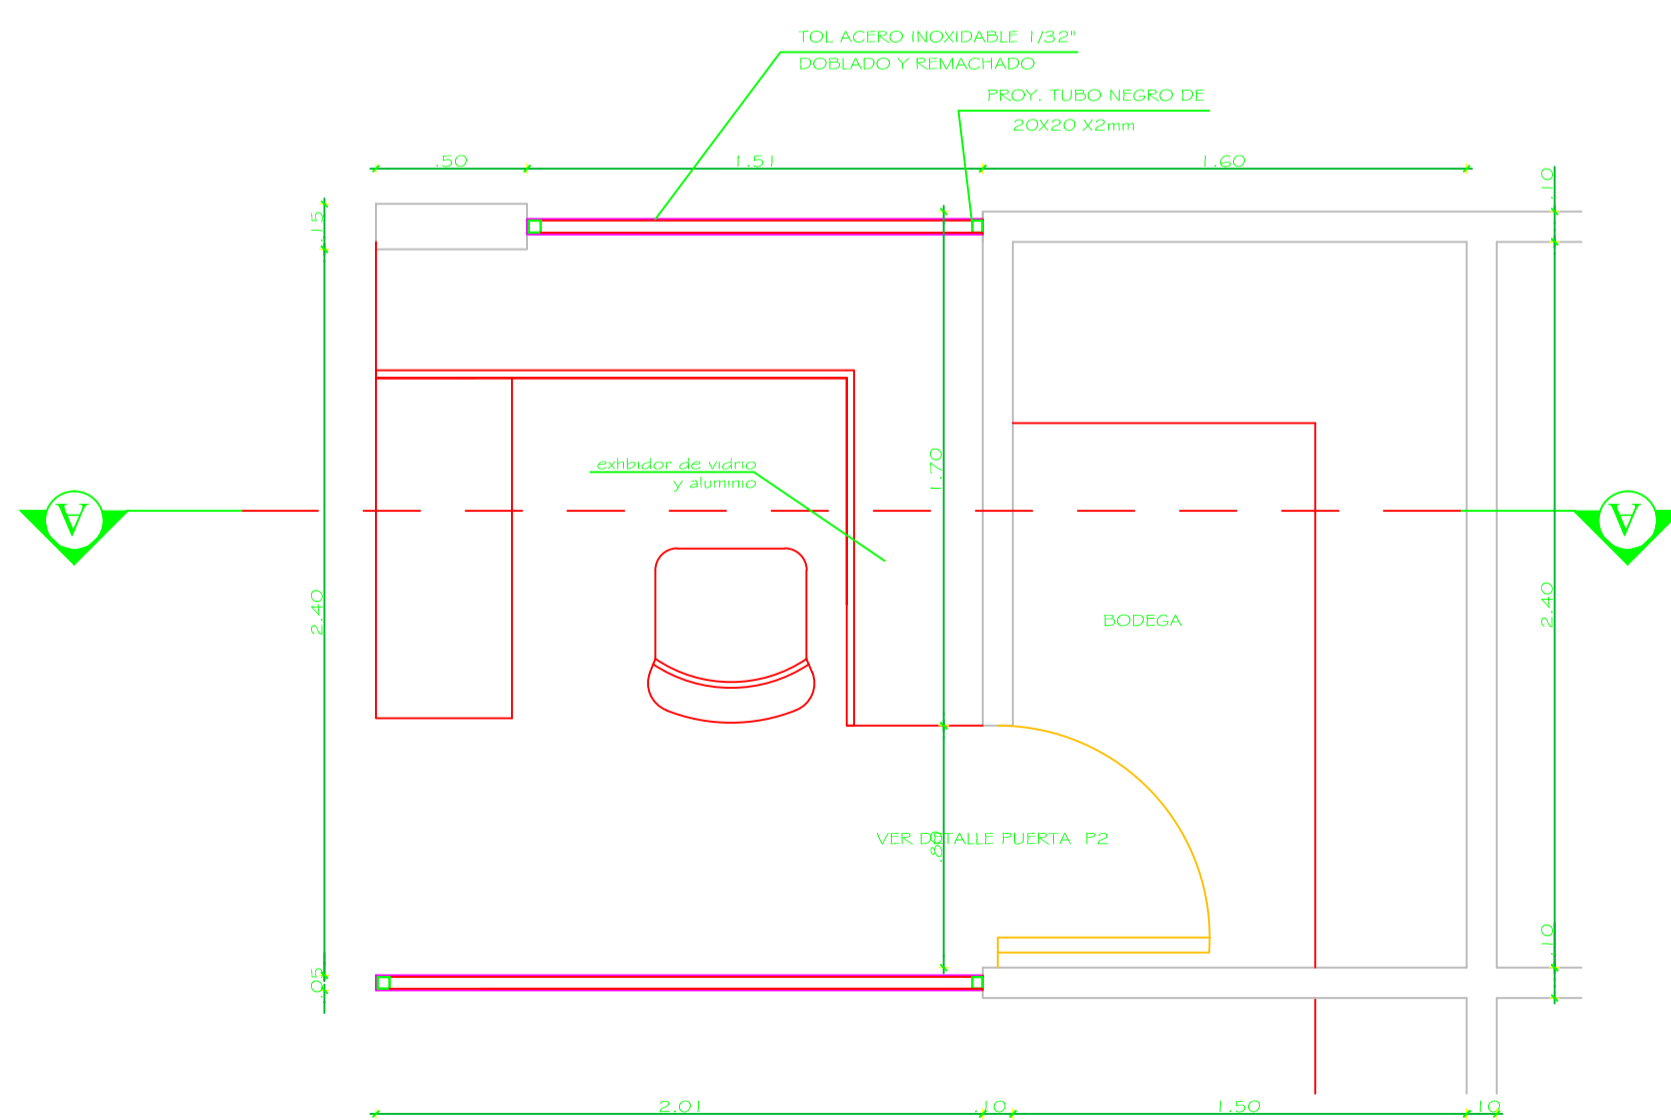 TOL ACERO INOXIDABLE 1/32"
DOBLADO Y REMACHADO
PROY. TUBO NEGRO DE
20X20 X2mm
.50
1.51
1.60
.10
.15
1.70
exhbidor de vidrio
y aluminio
A
A
2.40
BODEGA
2.40
VER DETALLE PUERTA P2
.80
.10
.05
2.01
.10
1.50
.10